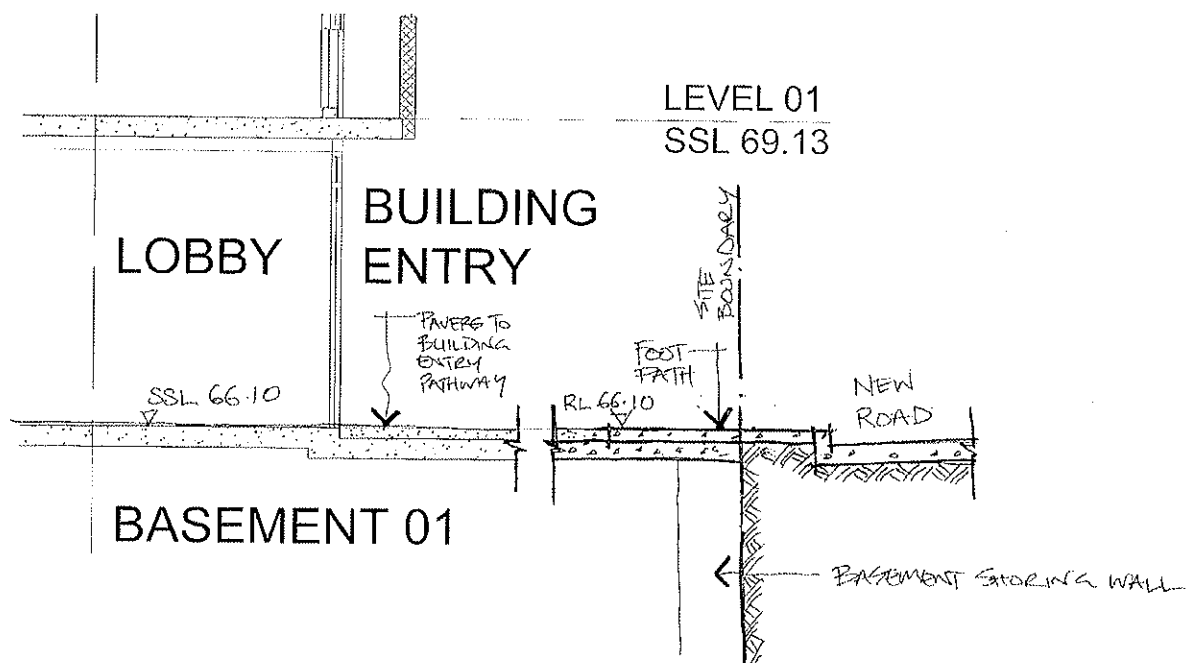 LEVEL 01
SSL 69.13
BUILDING
ENTRY
LOBBY
SITE
BOUNDARY
PAVERS TO
BUILDING
ENTRY
PATHWAY
FOOT
PATH
NEW
ROAD
SSL 66.10
RL 66.10
BASEMENT 01
BASEMENT SHORING WALL